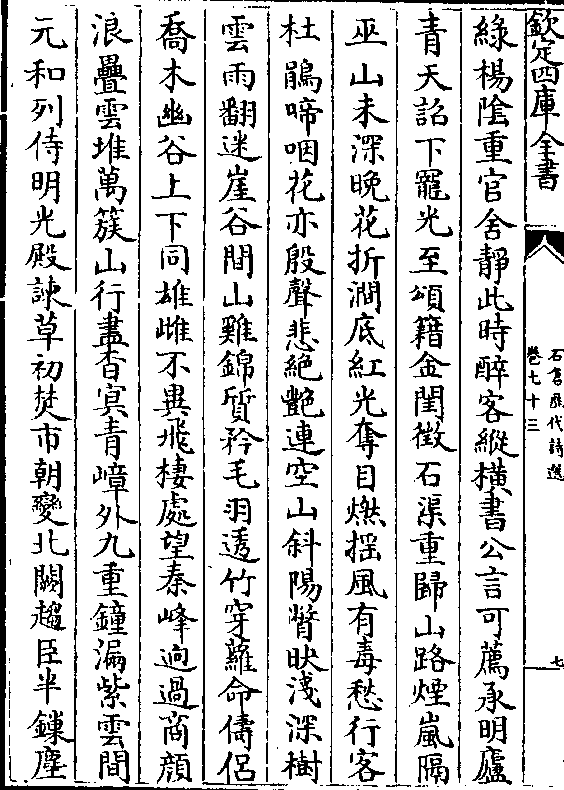 欽定四庫全書
石倉歷代詩選
卷七十三
七
綠楊陰重官舍靜此時醉客縱橫書公言可薦承明廬
青天詔下寵光至頌籍金閨徵石渠重歸山路煙嵐隔
巫山未深晚花折澗底紅光奪目燃揺風有毒愁行客
杜鵑啼咽花亦殷聲悲絶艷連空山斜陽瞥映淺深樹
雲雨翻迷崖谷間山雞錦質矜毛羽透竹穿蘿命儔侶
喬木幽谷上下同雄雌不異飛棲處望秦峰逈過商顔
浪疊雲堆萬簇山行盡杳冥青嶂外九重鐘漏紫雲間
元和列侍明光殿諫草初焚市朝變北闕趨臣半鍊塵